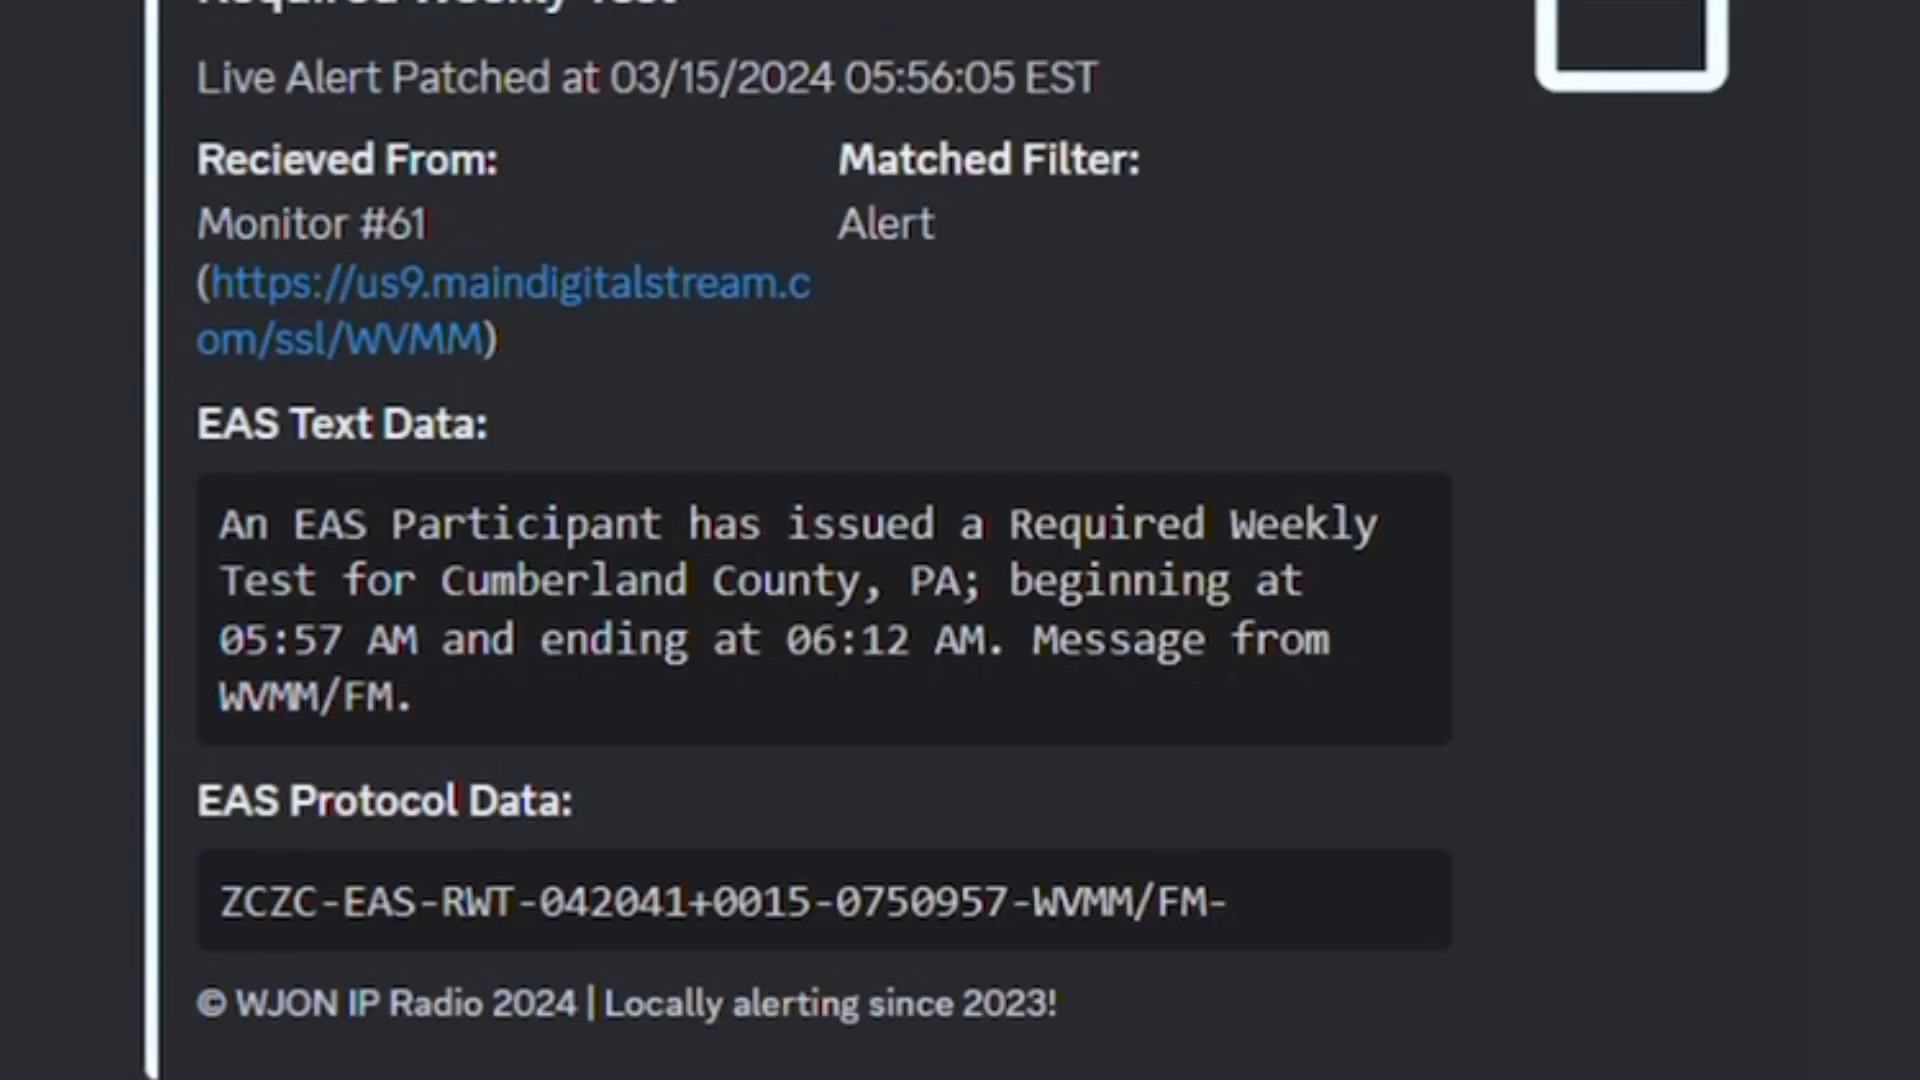 Required Weekly Test
Live Alert Patched at 03/15/2024 05:56:05 EST
Recieved From:
Monitor #61
(https://us9.maindigitalstream.c
om/ssl/WVMM)
Matched Filter:
Alert
EAS Text Data:
An EAS Participant has issued a Required Weekly
Test for Cumberland County, PA; beginning at
05:57 AM and ending at 06:12 AM. Message from
WVMM/FM.
EAS Protocol Data:
ZCZC-EAS-RWT-042041+0015-0750957-WVMM/FM-
© WJON IP Radio 2024 | Locally alerting since 2023!